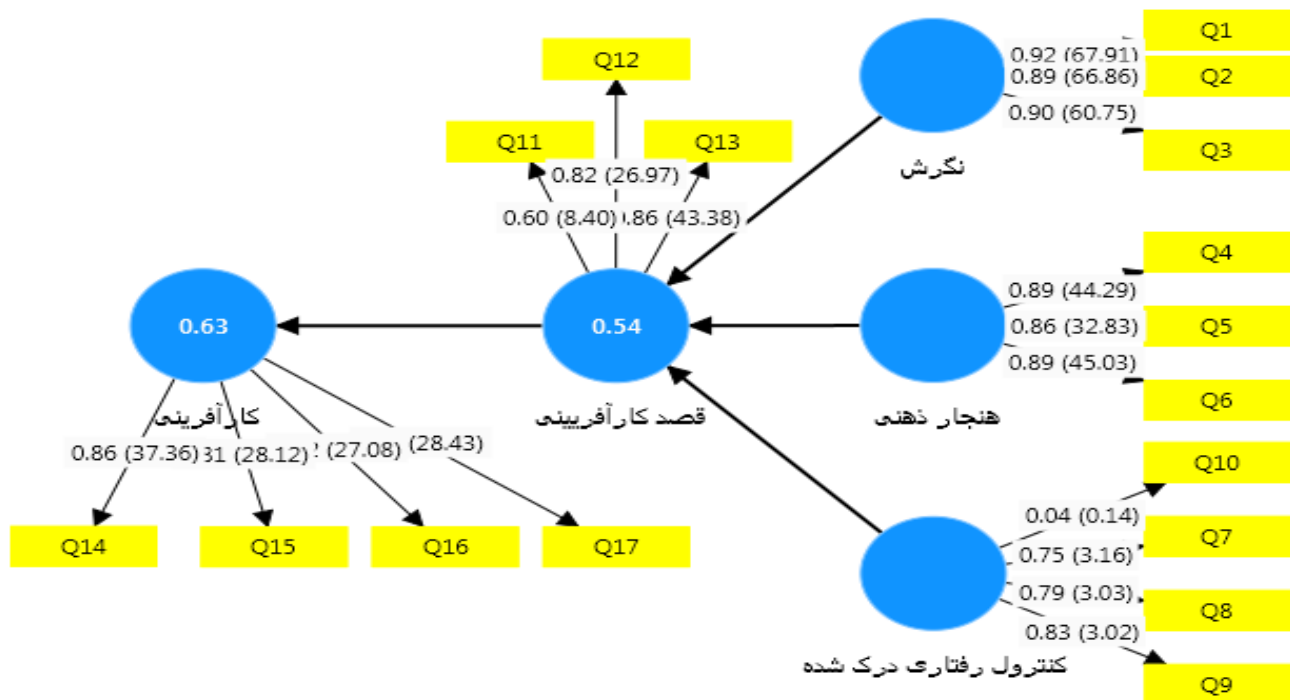 Q1
0.92 (67.91)
Q2
0.89 (66.86)
0.90 (60.75)
Q3
نگرش
Q12
Q11
Q13
0.82 (26.97)
0.60 (8.40)
.86 (43.38)
Q4
0.89 (44.29)
0.86 (32.83)
Q5
0.89 (45.03)
Q6
هنجار ذهنی
0.54
قصد کارآفریینی
0.63
کارآفرینی
0.86 (37.36)
31 (28.12)
(27.08)
(28.43)
Q14
Q15
Q16
Q17
Q10
0.04 (0.14)
Q7
0.75 (3.16)
0.79 (3.03)
Q8
0.83 (3.02)
Q9
کنترول رفتاری درک شده